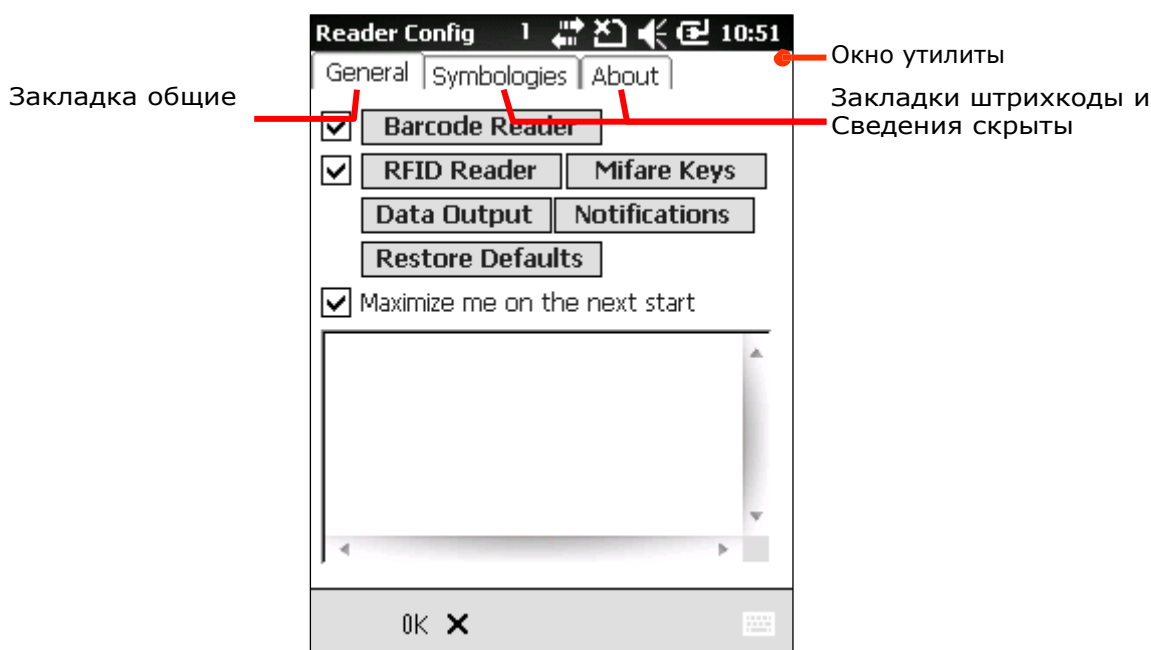 Reader Config 1 10:51
Окно утилиты
General Symbologies About
Закладка общие
Закладки штрихкоды и
Сведения скрыты
Barcode Reader
RFID Reader Mifare Keys
Data Output Notifications
Restore Defaults
Maximize me on the next start
OK